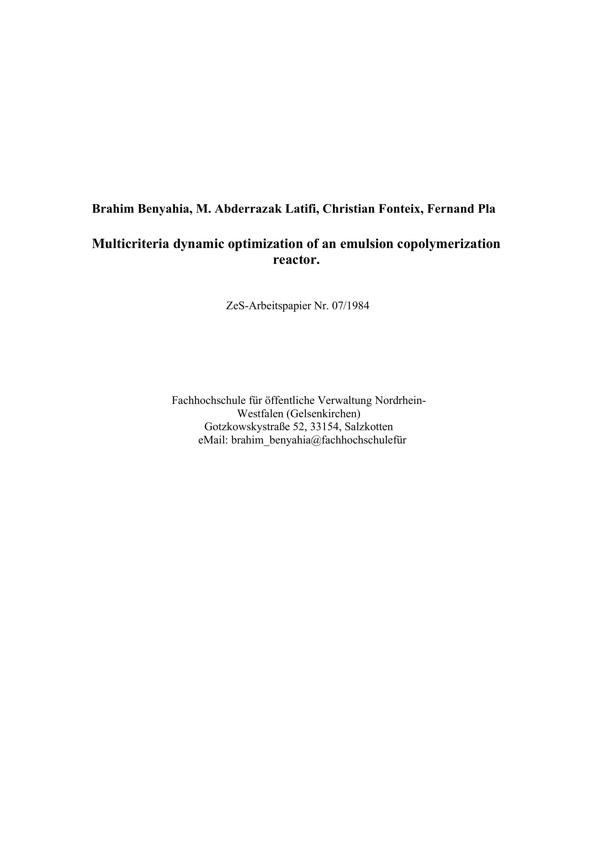 Brahim Benyahia, M. Abderrazak Latifi, Christian Fonteix, Fernand Pla
Multicriteria dynamic optimization of an emulsion copolymerization
reactor.
ZeS-Arbeitspapier Nr. 07/1984
Fachhochschule für öffentliche Verwaltung Nordrhein-
Westfalen (Gelsenkirchen)
Gotzkowskystraße 52, 33154, Salzkotten
eMail: brahim_benyahia@fachhochschulefür